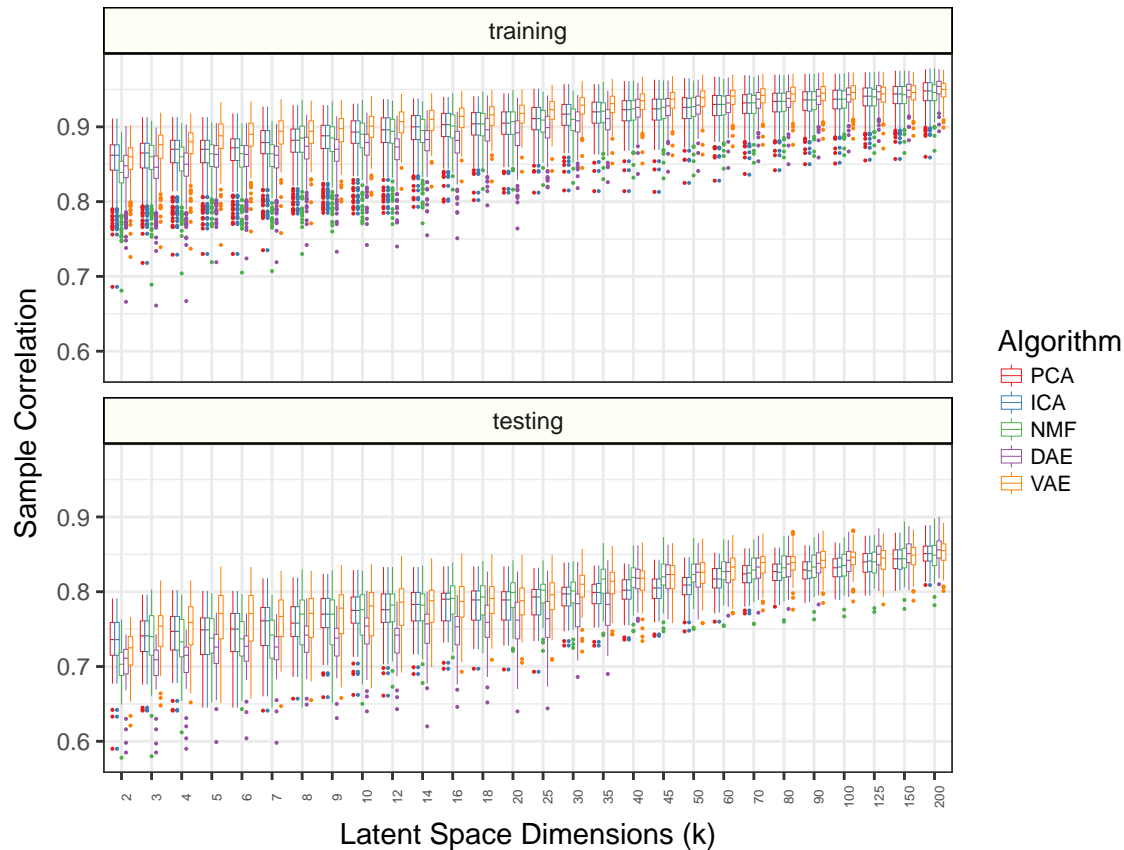 training
0.9
0.8
0.7
0.6
testing
0.9
0.8
0.7
0.6
Sample Correlation
2 3 4 5 6 7 8 9 10 12 14 16 18 20 25 30 35 40 45 50 60 70 80 90 100 125 150 200
Latent Space Dimensions (k)
Algorithm
PCA
ICA
NMF
DAE
VAE